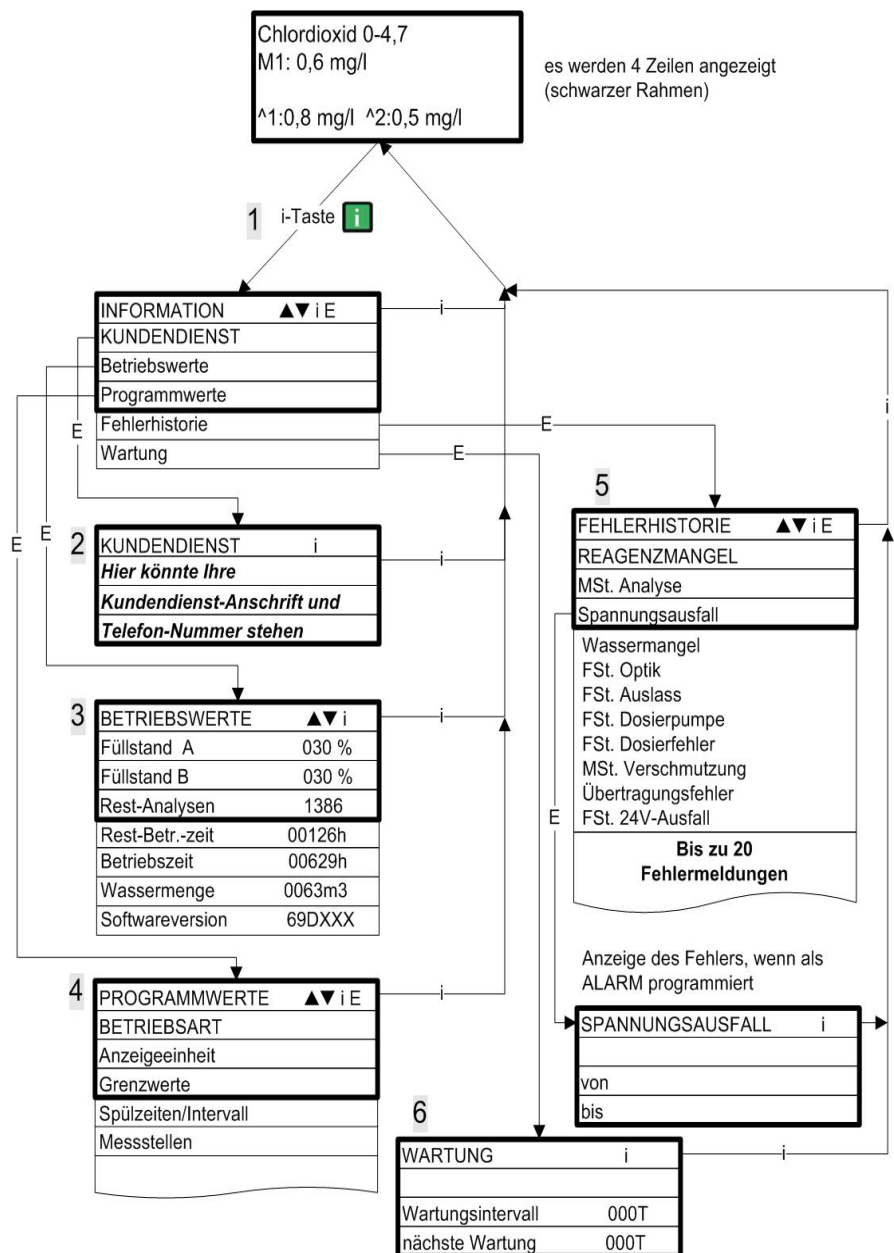 Chlordioxid 0-4,7
M1: 0,6 mg/l
^1:0,8 mg/l ^2:0,5 mg/l
es werden 4 Zeilen angezeigt
(schwarzer Rahmen)
1 i-Taste i
INFORMATION ▲▼ i E
KUNDENDIENST
Betriebswerte
Programmwerte
Fehlerhistorie
Wartung
i
E
E
E
E
E
i
2
KUNDENDIENST i
Hier könnte Ihre
Kundendienst-Anschrift und
Telefon-Nummer stehen
i
3
BETRIEBSWERTE ▲▼ i
Füllstand A 030 %
Füllstand B 030 %
Rest-Analysen 1386
Rest-Betr.-zeit 00126h
Betriebszeit 00629h
Wassermenge 0063m3
Softwareversion 69DXXX
i
4
PROGRAMMWERTE ▲▼ i E
BETRIEBSART
Anzeigeeinheit
Grenzwerte
Spülzeiten/Intervall
Messstellen
i
5
FEHLERHISTORIE ▲▼ i E
REAGENZMANGEL
MSt. Analyse
Spannungsausfall
Wassermangel
FSt. Optik
FSt. Auslass
FSt. Dosierpumpe
FSt. Dosierfehler
MSt. Verschmutzung
Übertragungsfehler
FSt. 24V-Ausfall
Bis zu 20
Fehlermeldungen
E
Anzeige des Fehlers, wenn als
ALARM programmiert
SPANNUNGSAUSFALL i
von
bis
6
WARTUNG i
Wartungsintervall 000T
nächste Wartung 000T
i